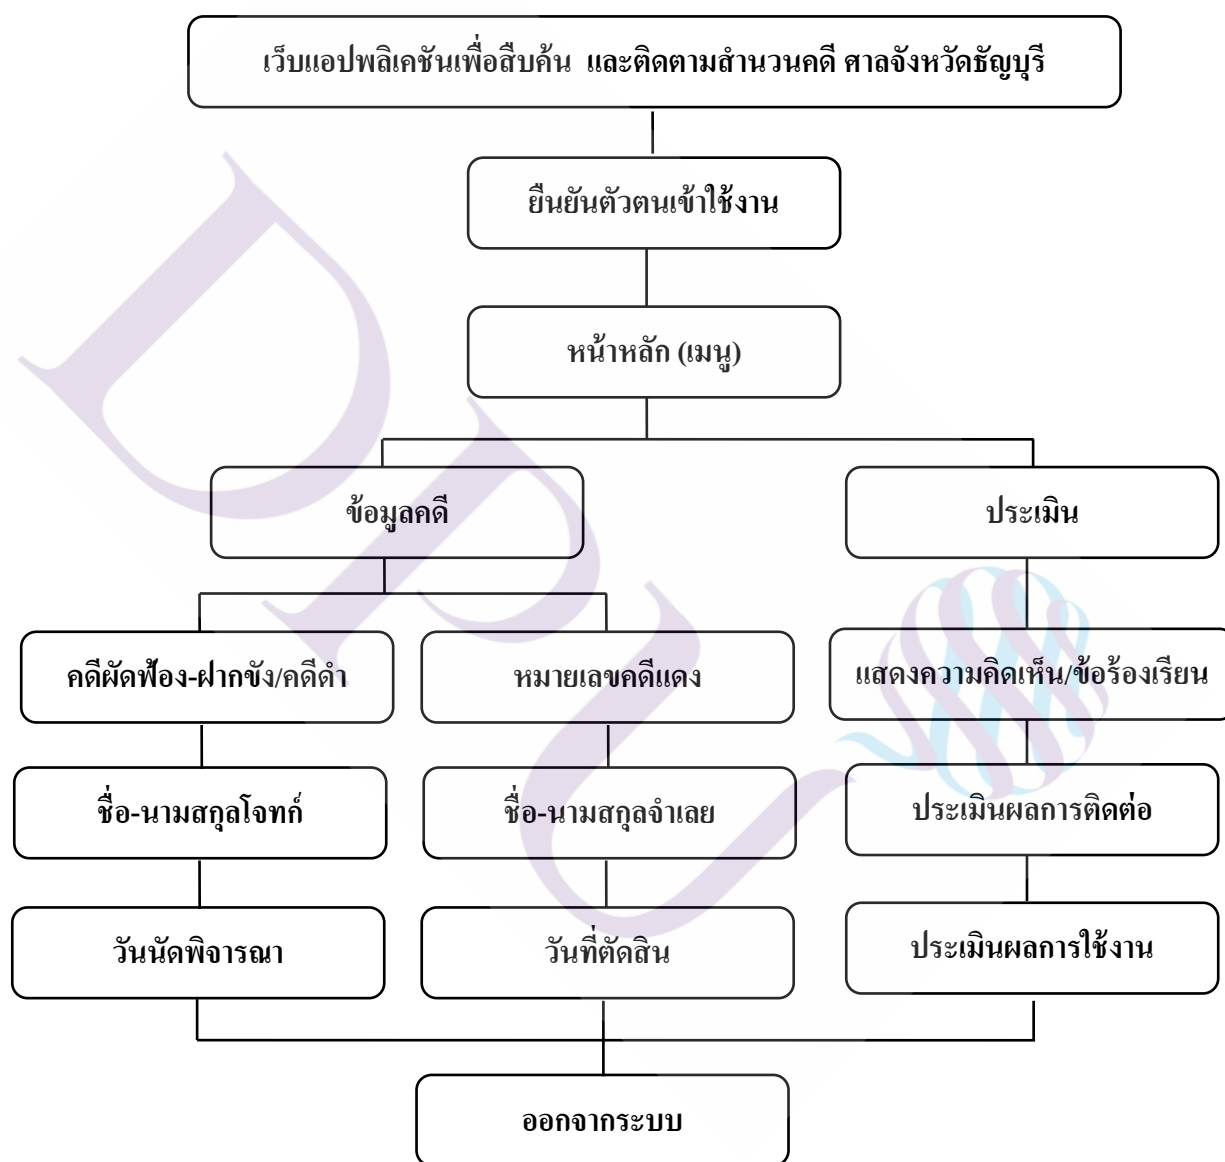 เว็บแอปพลิเคชันเพื่อสืบค้น และติดตามสำนวนคดี ศาลจังหวัดธัญบุรี
ยืนยันตัวตนเข้าใช้งาน
หน้าหลัก (เมนู)
ข้อมูลคดี
ประเมิน
คดีผัดฟ้อง-ฝากขัง/คดีดำ
หมายเลขคดีแดง
แสดงความคิดเห็น/ข้อร้องเรียน
ชื่อ-นามสกุลโจทก์
ชื่อ-นามสกุลจำเลย
ประเมินผลการติดต่อ
วันนัดพิจารณา
วันที่ตัดสิน
ประเมินผลการใช้งาน
ออกจากระบบ
DPU